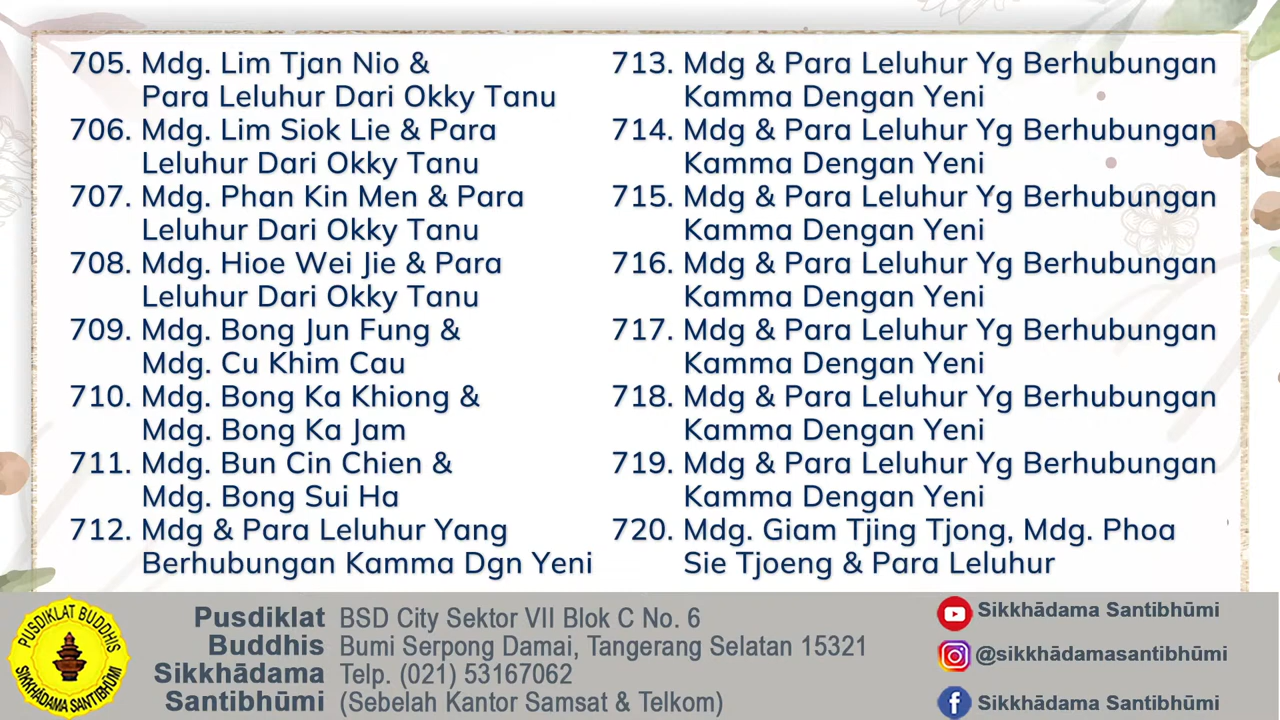 705. Mdg. Lim Tjan Nio &
Para Leluhur Dari Okky Tanu
706. Mdg. Lim Siok Lie & Para
Leluhur Dari Okky Tanu
707. Mdg. Phan Kin Men & Para
Leluhur Dari Okky Tanu
708. Mdg. Hioe Wei Jie & Para
Leluhur Dari Okky Tanu
709. Mdg. Bong Jun Fung &
Mdg. Cu Khim Cau
710. Mdg. Bong Ka Khiong &
Mdg. Bong Ka Jam
711. Mdg. Bun Cin Chien &
Mdg. Bong Sui Ha
712. Mdg & Para Leluhur Yang
Berhubungan Kamma Dgn Yeni
713. Mdg & Para Leluhur Yg Berhubungan
Kamma Dengan Yeni
714. Mdg & Para Leluhur Yg Berhubungan
Kamma Dengan Yeni
715. Mdg & Para Leluhur Yg Berhubungan
Kamma Dengan Yeni
716. Mdg & Para Leluhur Yg Berhubungan
Kamma Dengan Yeni
717. Mdg & Para Leluhur Yg Berhubungan
Kamma Dengan Yeni
718. Mdg & Para Leluhur Yg Berhubungan
Kamma Dengan Yeni
719. Mdg & Para Leluhur Yg Berhubungan
Kamma Dengan Yeni
720. Mdg. Giam Tjing Tjong, Mdg. Phoa
Sie Tjoeng & Para Leluhur
PUSDIKLAT BUDDHIS
SIKKHĀDAMA SANTIBHŪMI
Pusdiklat
Buddhis
Sikkhādama
Santibhūmi
BSD City Sektor VII Blok C No. 6
Bumi Serpong Damai, Tangerang Selatan 15321
Telp. (021) 53167062
(Sebelah Kantor Samsat & Telkom)
Sikkhādama Santibhūmi
@sikkhādamasantibhūmi
Sikkhādama Santibhūmi